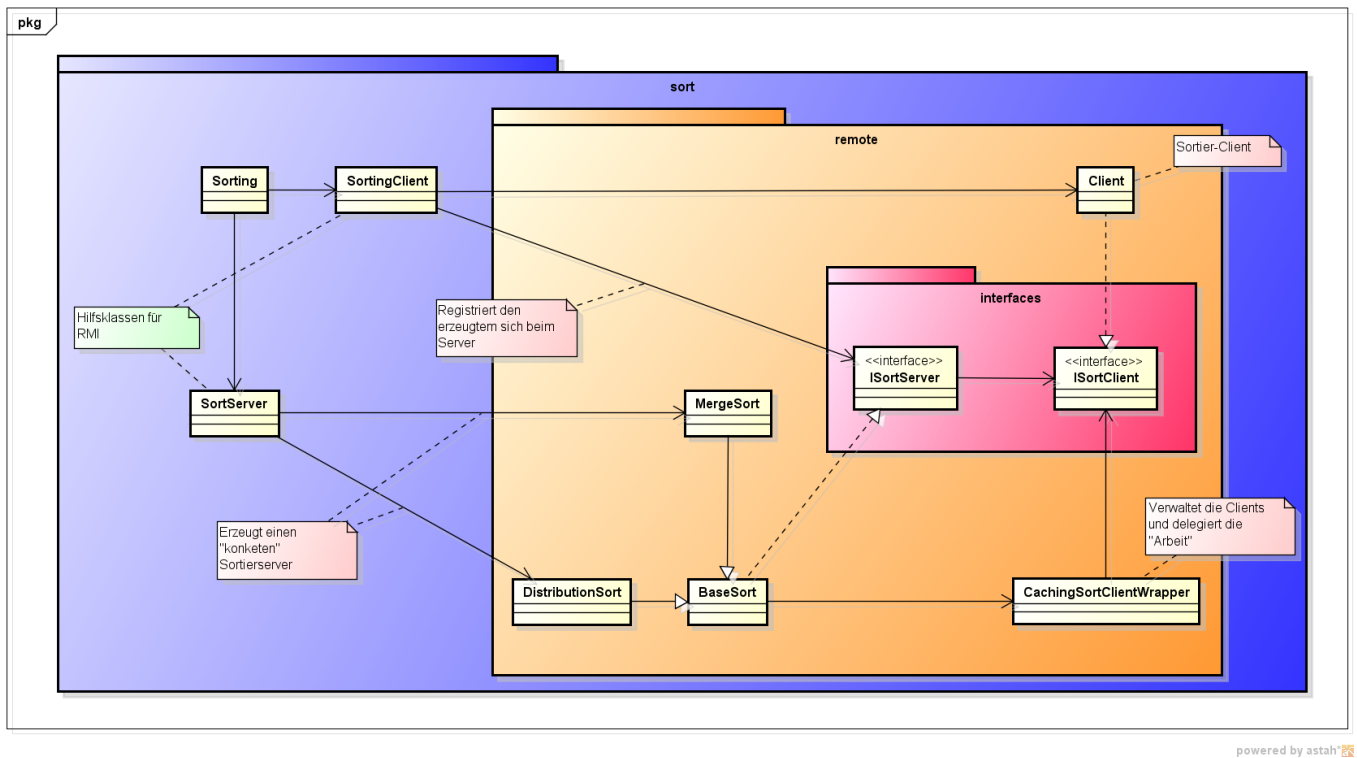 pkg
sort
remote
Sortier-Client
Sorting
SortingClient
Client
interfaces
Hilfsklassen für
RMI
Registriert den
erzeugtem sich beim
Server
<<interface>>
ISortServer
<<interface>>
ISortClient
SortServer
MergeSort
Erzeugt einen
"konketen"
Sortierserver
Verwaltet die Clients
und delegiert die
"Arbeit"
DistributionSort
BaseSort
CachingSortClientWrapper
powered by astah*